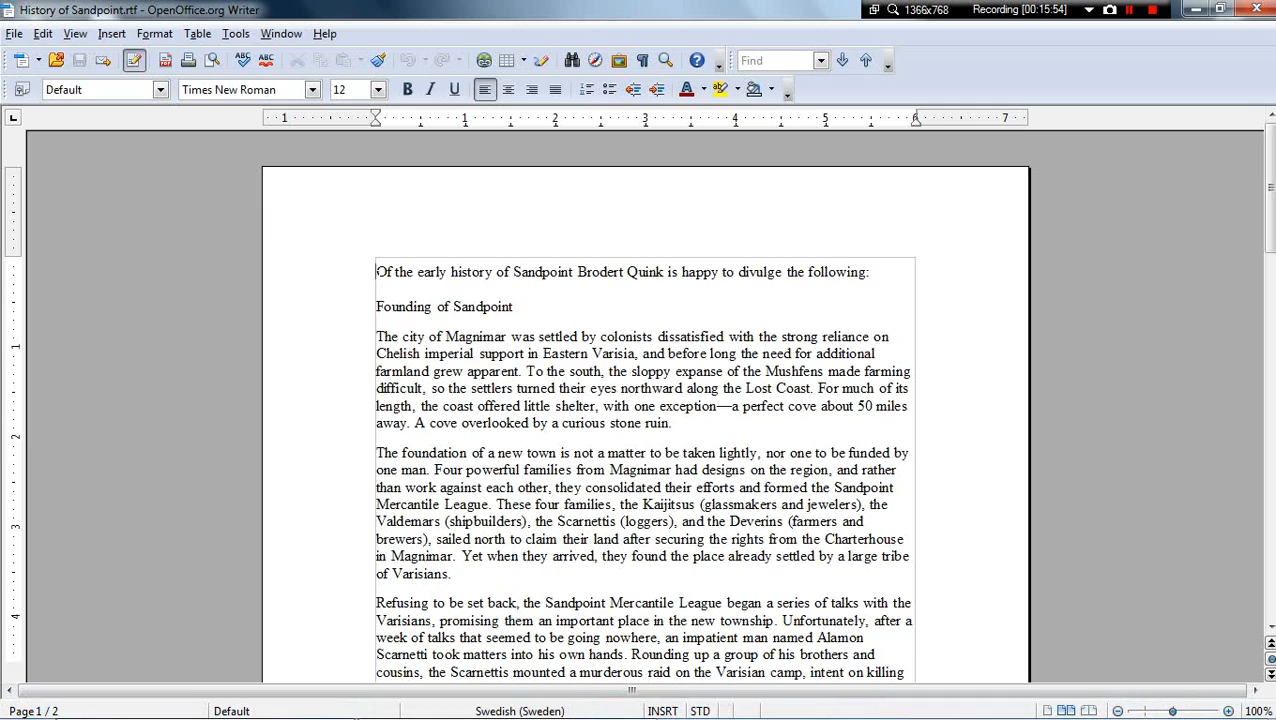 History of Sandpoint.rtf - OpenOffice.org Writer
1366x768
Recording [00:15:54]
File Edit View Insert Format Table Tools Window Help
Find
Default
Times New Roman
12
1 1 2 3 4 5 6 7
Of the early history of Sandpoint Brodert Quink is happy to divulge the following:
Founding of Sandpoint
The city of Magnimar was settled by colonists dissatisfied with the strong reliance on
Chelish imperial support in Eastern Varisia, and before long the need for additional
farmland grew apparent. To the south, the sloppy expanse of the Mushfens made farming
difficult, so the settlers turned their eyes northward along the Lost Coast. For much of its
length, the coast offered little shelter, with one exception—a perfect cove about 50 miles
away. A cove overlooked by a curious stone ruin.
The foundation of a new town is not a matter to be taken lightly, nor one to be funded by
one man. Four powerful families from Magnimar had designs on the region, and rather
than work against each other, they consolidated their efforts and formed the Sandpoint
Mercantile League. These four families, the Kaijitsus (glassmakers and jewelers), the
Valdemars (shipbuilders), the Scarnettis (loggers), and the Deverins (farmers and
brewers), sailed north to claim their land after securing the rights from the Charterhouse
in Magnimar. Yet when they arrived, they found the place already settled by a large tribe
of Varisians.
Refusing to be set back, the Sandpoint Mercantile League began a series of talks with the
Varisians, promising them an important place in the new township. Unfortunately, after a
week of talks that seemed to be going nowhere, an impatient man named Alamon
Scarnetti took matters into his own hands. Rounding up a group of his brothers and
cousins, the Scarnettis mounted a murderous raid on the Varisian camp, intent on killing
1
2
3
4
Page 1 / 2
Default
Swedish (Sweden)
INSRT
STD
100%